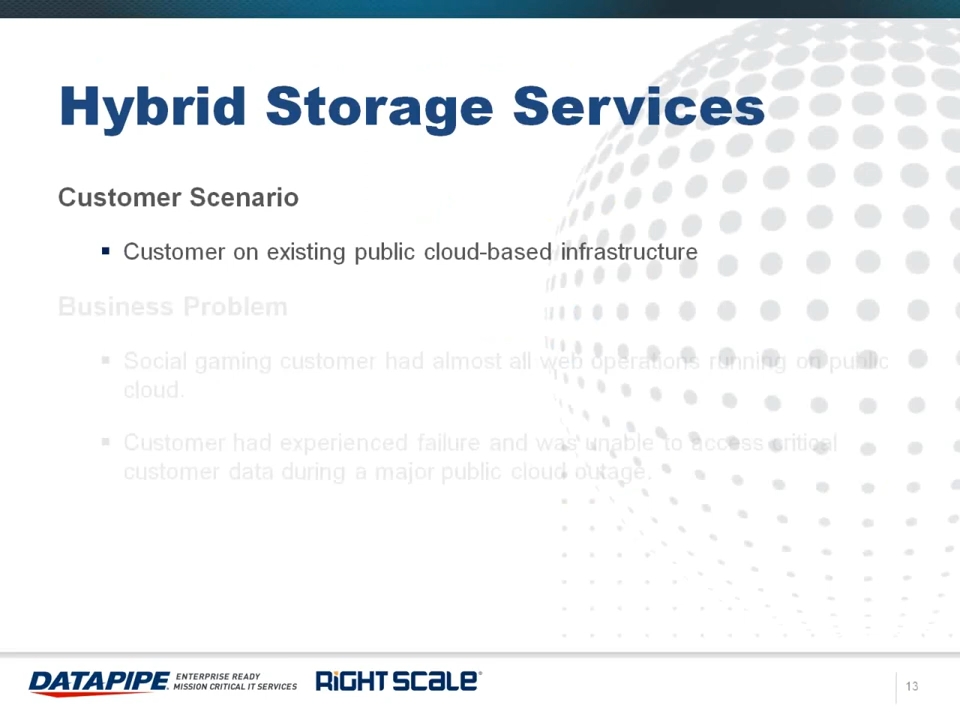 Hybrid Storage Services
Customer Scenario
▪ Customer on existing public cloud-based infrastructure
Business Problem
▪ Social gaming customer had almost all web operations running on public
cloud.
▪ Customer had experienced failure and was unable to access critical
customer data during a major public cloud outage.
DATAPIPE. ENTERPRISE READY
MISSION CRITICAL IT SERVICES
RIGHTSCALE®
13